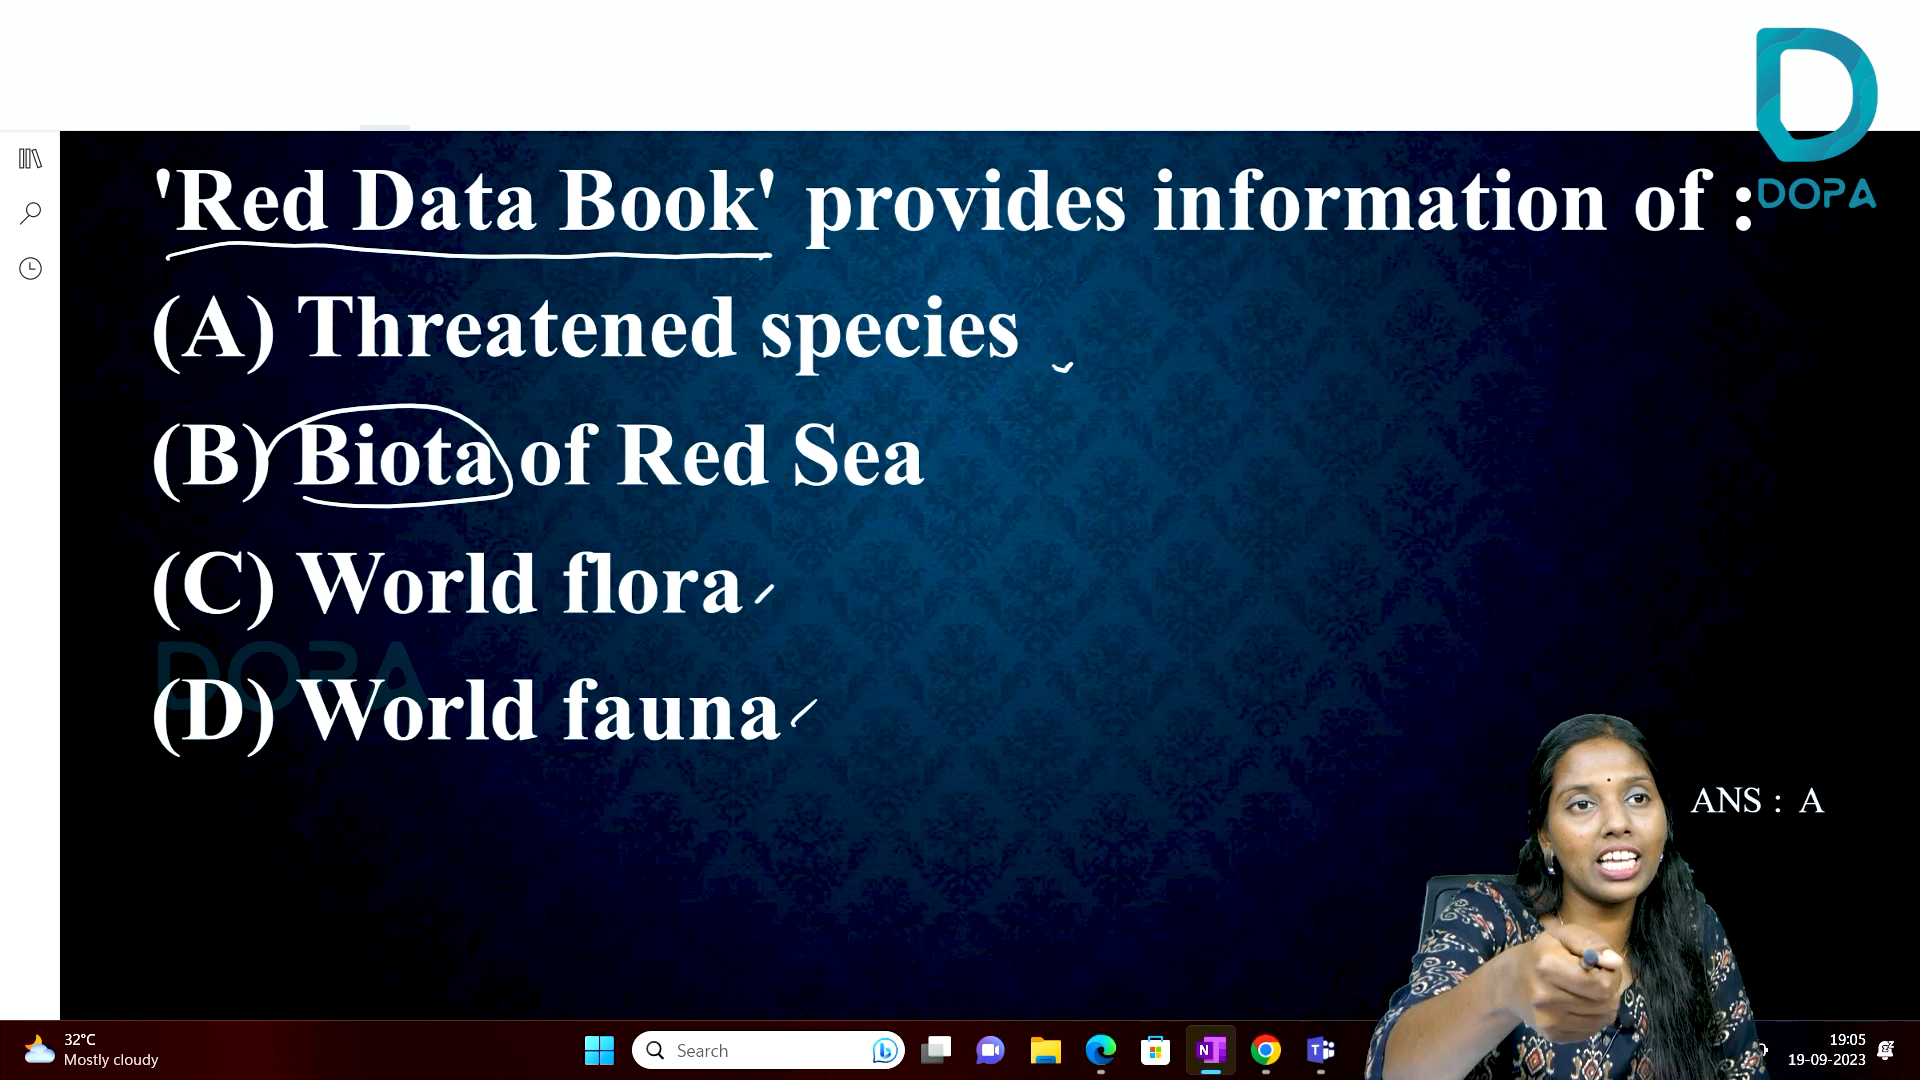 DOPA
'Red Data Book' provides information of :
(A) Threatened species
(B) Biota of Red Sea
(C) World flora
DOPA
(D) World fauna
ANS : A
32°C
Mostly cloudy
Search
19:05
19-09-2023